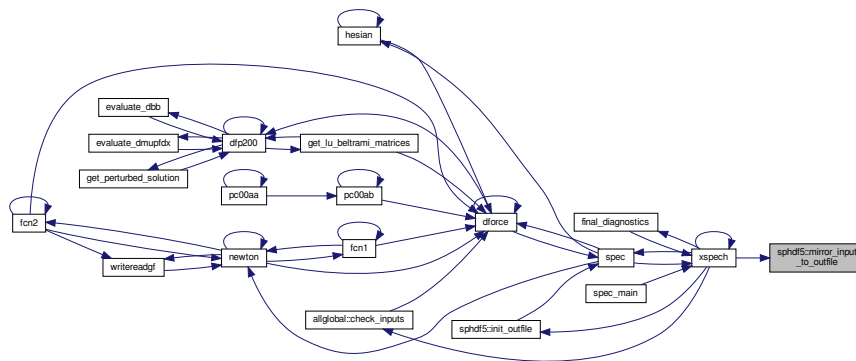 hesian
evaluate_dbb
evaluate_dmupfdx
dfp200
get_lu_beltrami_matrices
get_perturbed_solution
pc00aa
pc00ab
fcn2
dforce
final_diagnostics
fcn1
newton
spec
xspech
sphdf5::mirror_input
_to_outfile
writereadgf
spec_main
allglobal::check_inputs
sphdf5::init_outfile